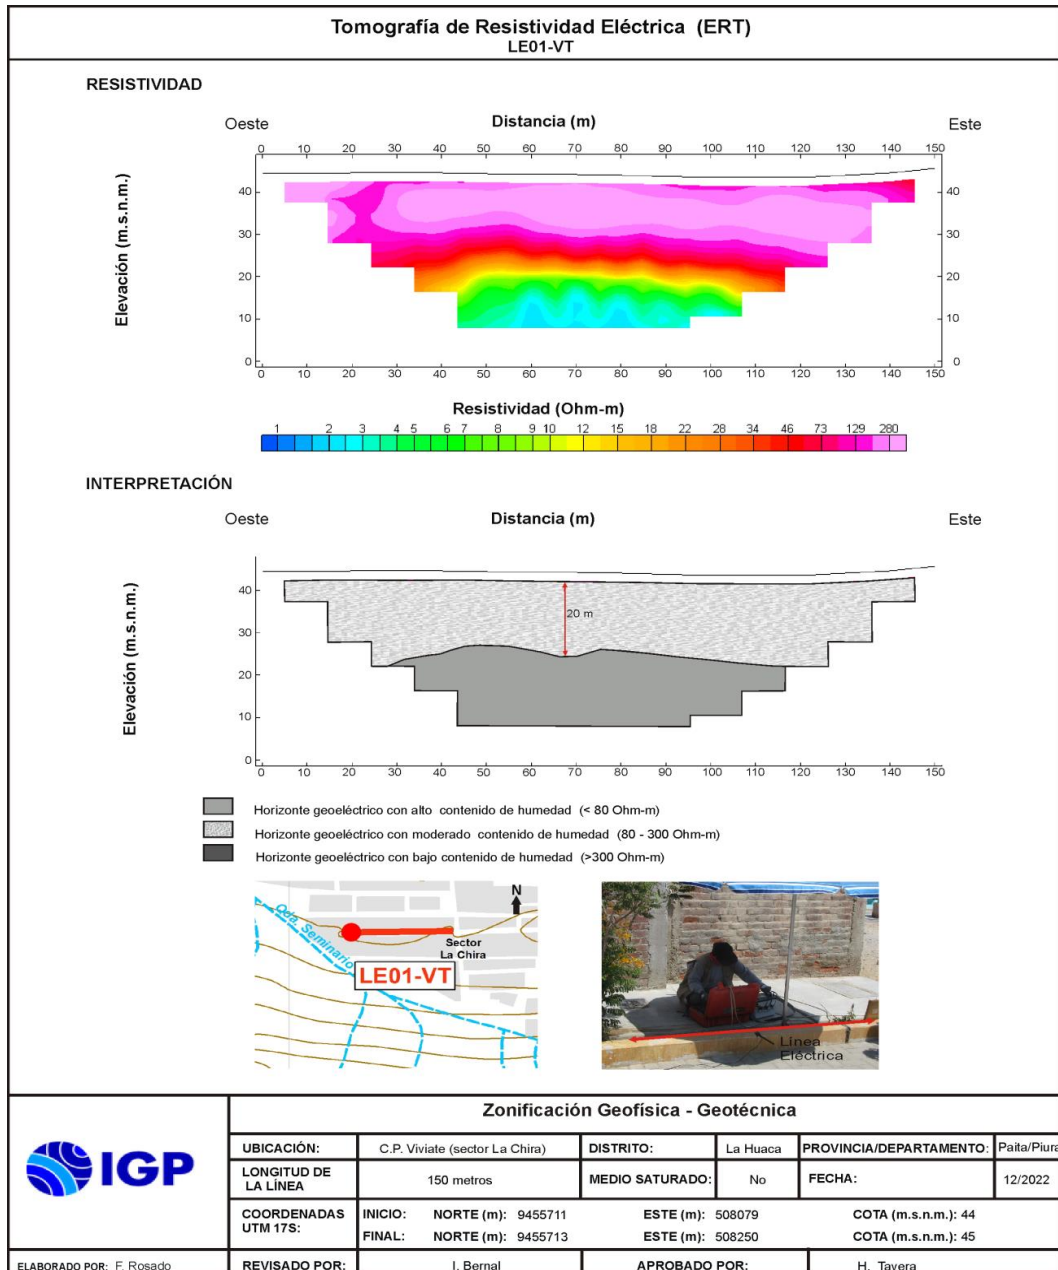 Tomografía de Resistividad Eléctrica (ERT)
LE01-VT
RESISTIVIDAD
Oeste Distancia (m) Este
0 10 20 30 40 50 60 70 80 90 100 110 120 130 140 150
Elevación (m.s.n.m.)
40 40
30 30
20 20
10 10
0 0
0 10 20 30 40 50 60 70 80 90 100 110 120 130 140 150
Resistividad (Ohm-m)
1 2 3 4 5 6 7 8 9 10 12 15 18 22 28 34 46 73 129 280
INTERPRETACIÓN
Oeste Distancia (m) Este
Elevación (m.s.n.m.)
40
30
20
10
0
20 m
0 10 20 30 40 50 60 70 80 90 100 110 120 130 140 150
Horizonte geoeléctrico con alto contenido de humedad (< 80 Ohm-m)
Horizonte geoeléctrico con moderado contenido de humedad (80 - 300 Ohm-m)
Horizonte geoeléctrico con bajo contenido de humedad (>300 Ohm-m)
N
Qda. Seminario
Sector
La Chira
LE01-VT
Línea
Eléctrica
IGP
Zonificación Geofísica - Geotécnica
UBICACIÓN: C.P. Viviate (sector La Chira) DISTRITO: La Huaca PROVINCIA/DEPARTAMENTO: Paita/Piura
LONGITUD DE
LA LÍNEA 150 metros MEDIO SATURADO: No FECHA: 12/2022
COORDENADAS
UTM 17S:
INICIO: NORTE (m): 9455711 ESTE (m): 508079 COTA (m.s.n.m.): 44
FINAL: NORTE (m): 9455713 ESTE (m): 508250 COTA (m.s.n.m.): 45
ELABORADO POR: F. Rosado REVISADO POR: I. Bernal APROBADO POR: H. Tavera